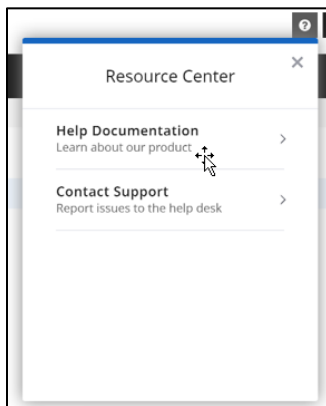 ?
Resource Center
Help Documentation
Learn about our product
Contact Support
Report issues to the help desk